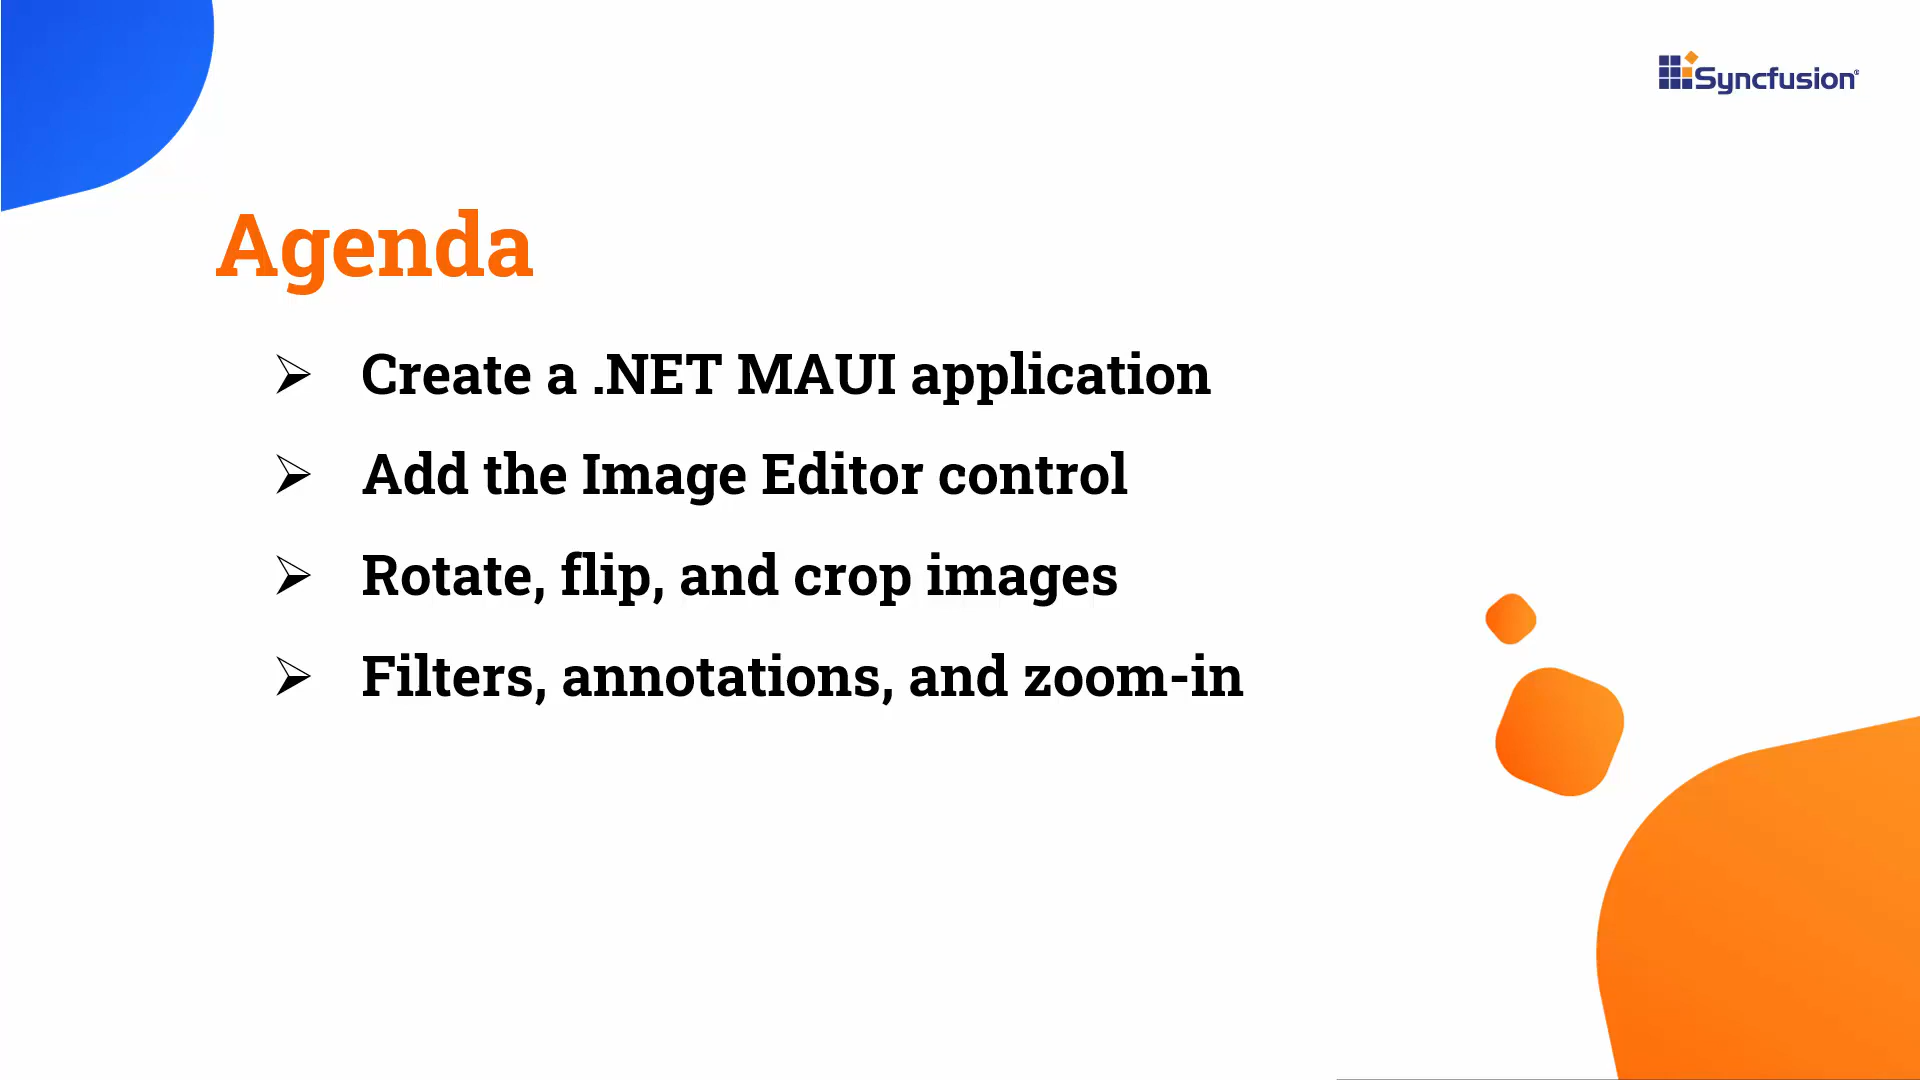 Syncfusion
Agenda
➢ Create a .NET MAUI application
➢ Add the Image Editor control
➢ Rotate, flip, and crop images
➢ Filters, annotations, and zoom-in